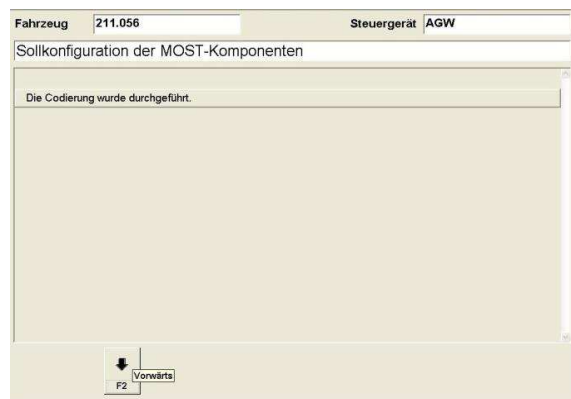 Fahrzeug 211.056 Steuergerät AGW
Sollkonfiguration der MOST-Komponenten
Die Codierung wurde durchgeführt.
Vorwärts
F2